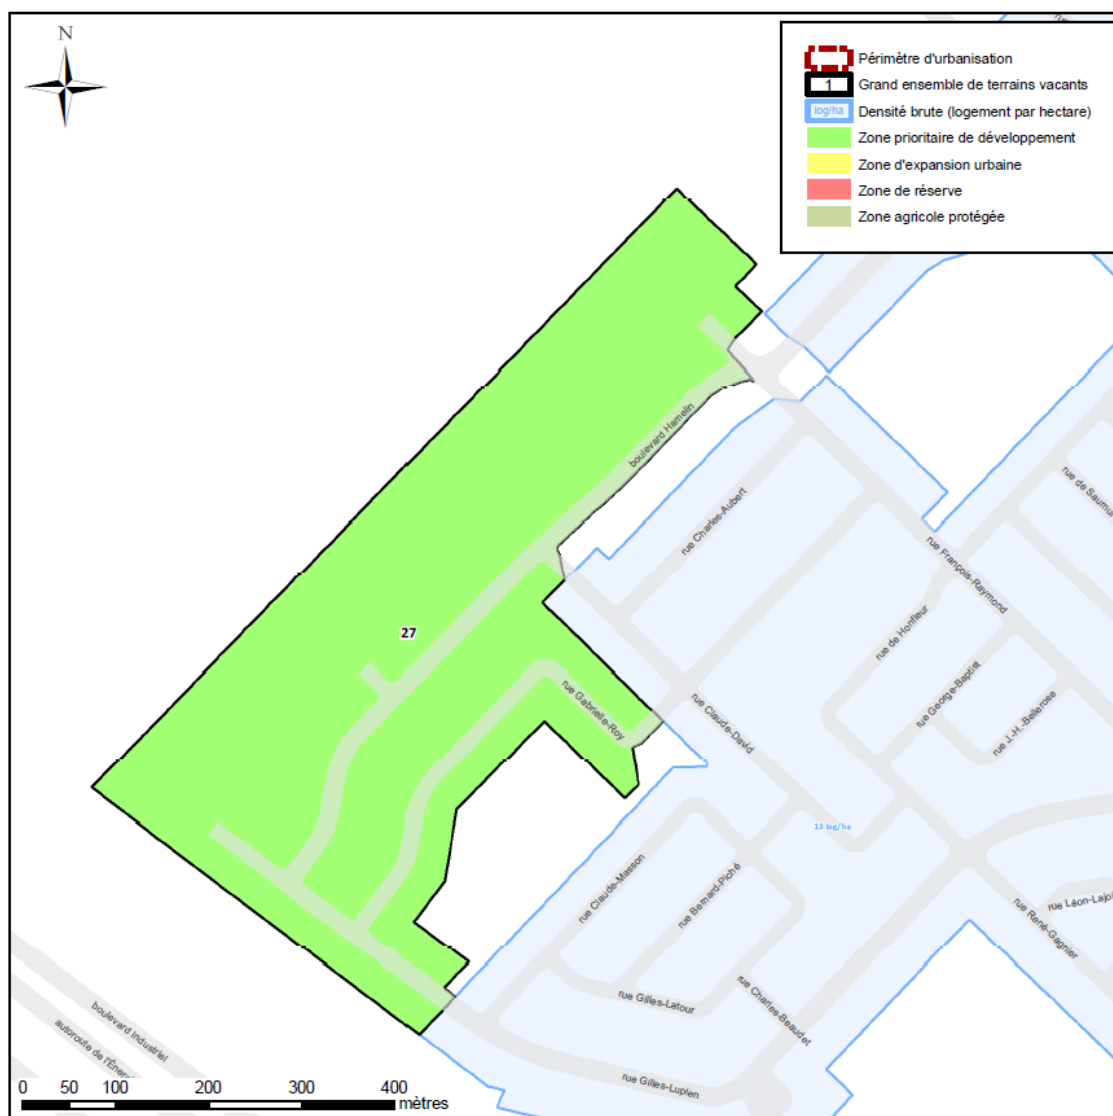 N
Périmètre d'urbanisation
1 Grand ensemble de terrains vacants
log/ha Densité brute (logement par hectare)
Zone prioritaire de développement
Zone d'expansion urbaine
Zone de réserve
Zone agricole protégée
boulevard Hamelin
rue Charles-Aubert
rue de Saumur
rue François-Raymond
27
rue de Honfleur
rue George-Baptist
rue Gabrielle-Roy
rue Claude-David
rue J.-H.-Bellerose
13 log/ha
rue Claude-Masson
rue Bernard-Piché
rue Léon-Lajoi
rue René-Gagnier
rue Gilles-Latour
rue Charles-Beaudet
boulevard Industriel
autoroute de l'Éner
rue Gilles-Lupien
0 50 100 200 300 400
mètres